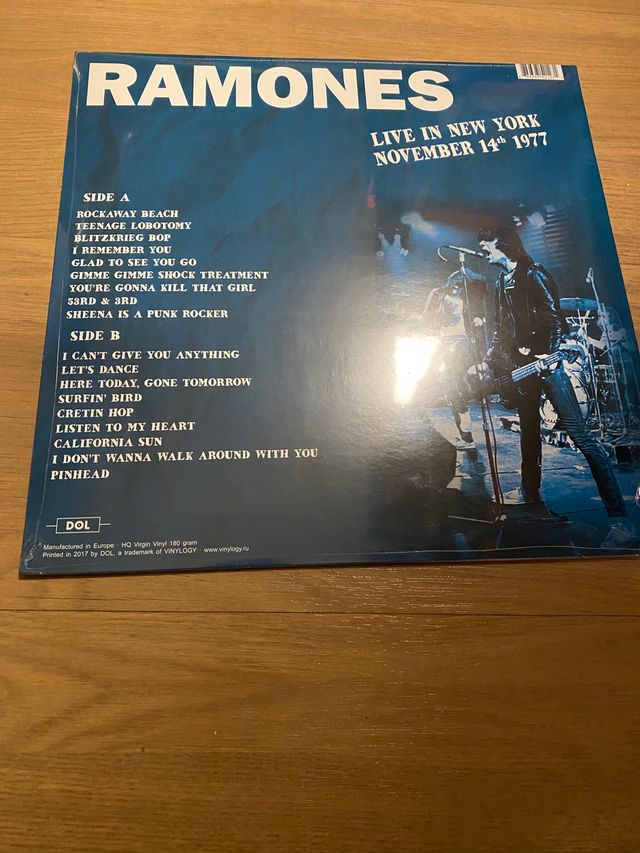 RAMONES
LIVE IN NEW YORK
NOVEMBER 14th 1977
SIDE A
ROCKAWAY BEACH
TEENAGE LOBOTOMY
BLITZKRIEG BOP
I REMEMBER YOU
GLAD TO SEE YOU GO
GIMME GIMME SHOCK TREATMENT
YOU'RE GONNA KILL THAT GIRL
53RD & 3RD
SHEENA IS A PUNK ROCKER
SIDE B
I CAN'T GIVE YOU ANYTHING
LET'S DANCE
HERE TODAY, GONE TOMORROW
SURFIN' BIRD
CRETIN HOP
LISTEN TO MY HEART
CALIFORNIA SUN
I DON'T WANNA WALK AROUND WITH YOU
PINHEAD
DOL
Manufactured in Europe · HQ Virgin Vinyl 180 gram
Printed in 2017 by DOL, a trademark of VINYLOGY · www.vinylogy.ru